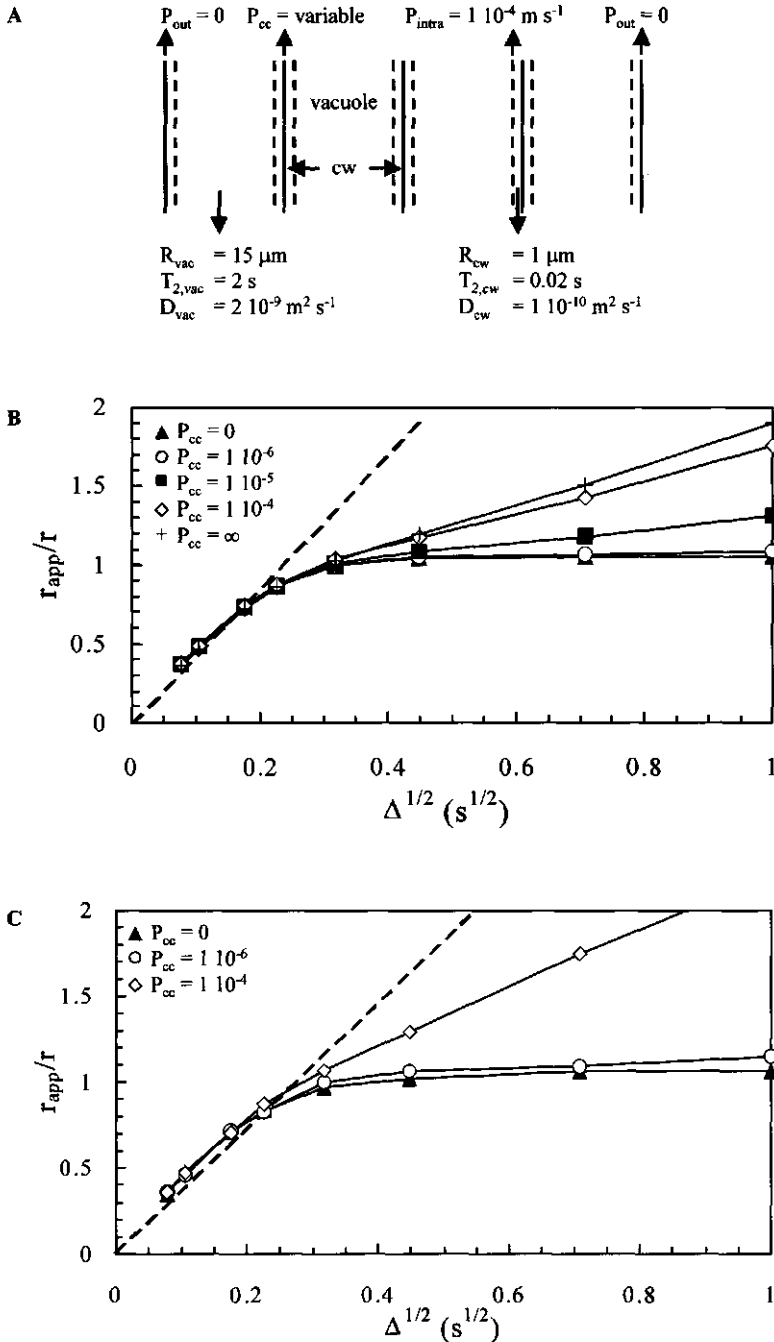 A
P_out = 0 P_cc = variable P_intra = 1 10^-4 m s^-1 P_out = 0
vacuole
cw
R_vac = 15 μm
T_2,vac = 2 s
D_vac = 2 10^-9 m² s^-1
R_cw = 1 μm
T_2,cw = 0.02 s
D_cw = 1 10^-10 m² s^-1
B
2
1.5
1
0.5
0
r_app/r
P_cc = 0
P_cc = 1 10^-6
P_cc = 1 10^-5
P_cc = 1 10^-4
P_cc = ∞
0 0.2 0.4 0.6 0.8 1
Δ^1/2 (s^1/2)
C
2
1.5
1
0.5
0
r_app/r
P_cc = 0
P_cc = 1 10^-6
P_cc = 1 10^-4
0 0.2 0.4 0.6 0.8 1
Δ^1/2 (s^1/2)